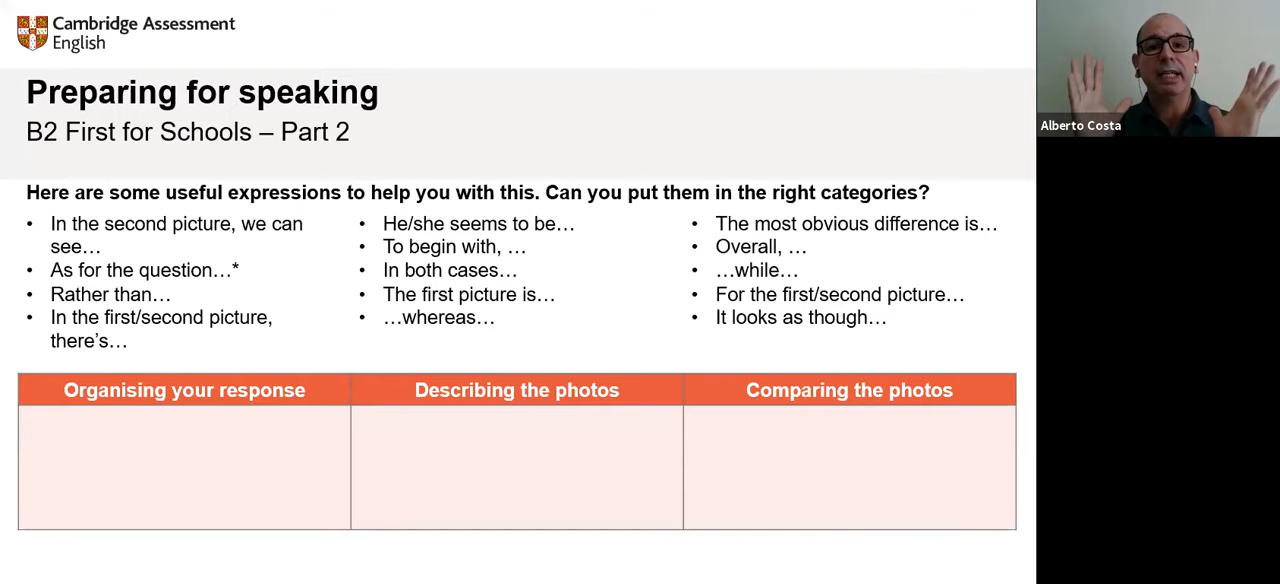 Cambridge Assessment
English
Preparing for speaking
B2 First for Schools – Part 2
Alberto Costa
Here are some useful expressions to help you with this. Can you put them in the right categories?
• In the second picture, we can
see…
• As for the question…*
• Rather than…
• In the first/second picture,
there’s…
• He/she seems to be…
• To begin with, …
• In both cases…
• The first picture is…
• …whereas…
• The most obvious difference is…
• Overall, …
• …while…
• For the first/second picture…
• It looks as though…
Organising your response
Describing the photos
Comparing the photos